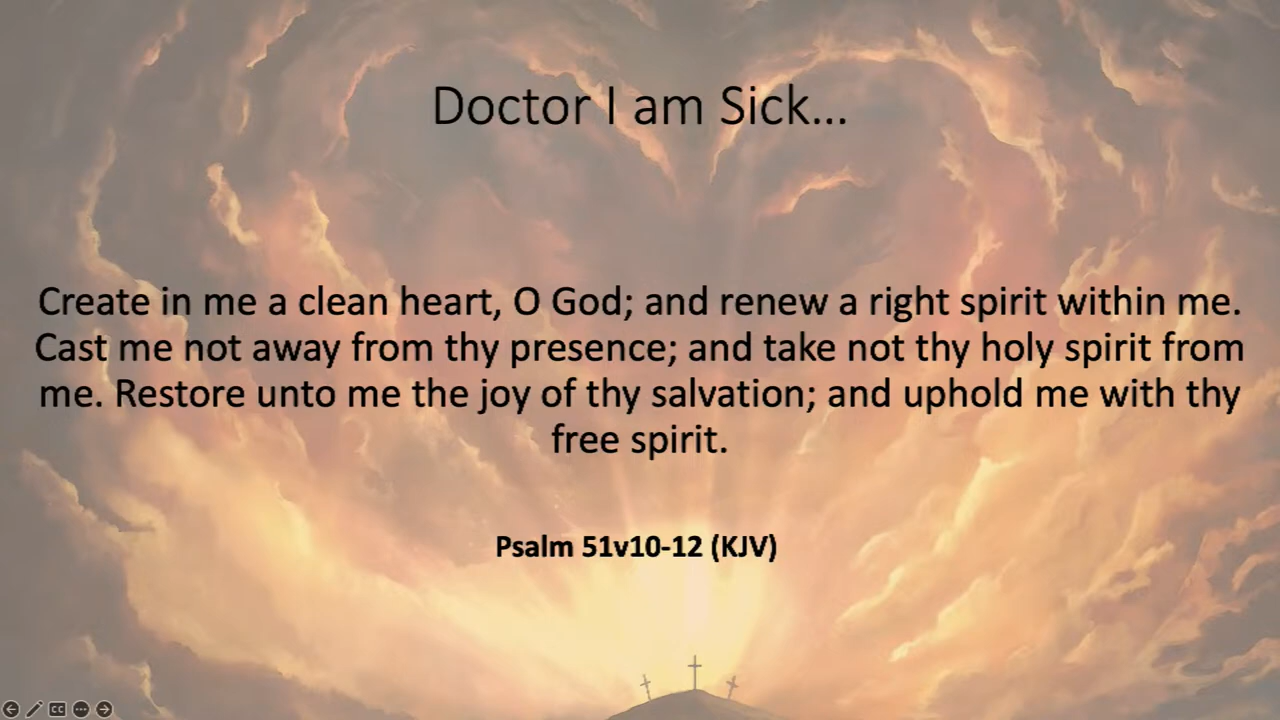 Doctor I am Sick...
Create in me a clean heart, O God; and renew a right spirit within me.
Cast me not away from thy presence; and take not thy holy spirit from
me. Restore unto me the joy of thy salvation; and uphold me with thy
free spirit.
Psalm 51v10-12 (KJV)
CC